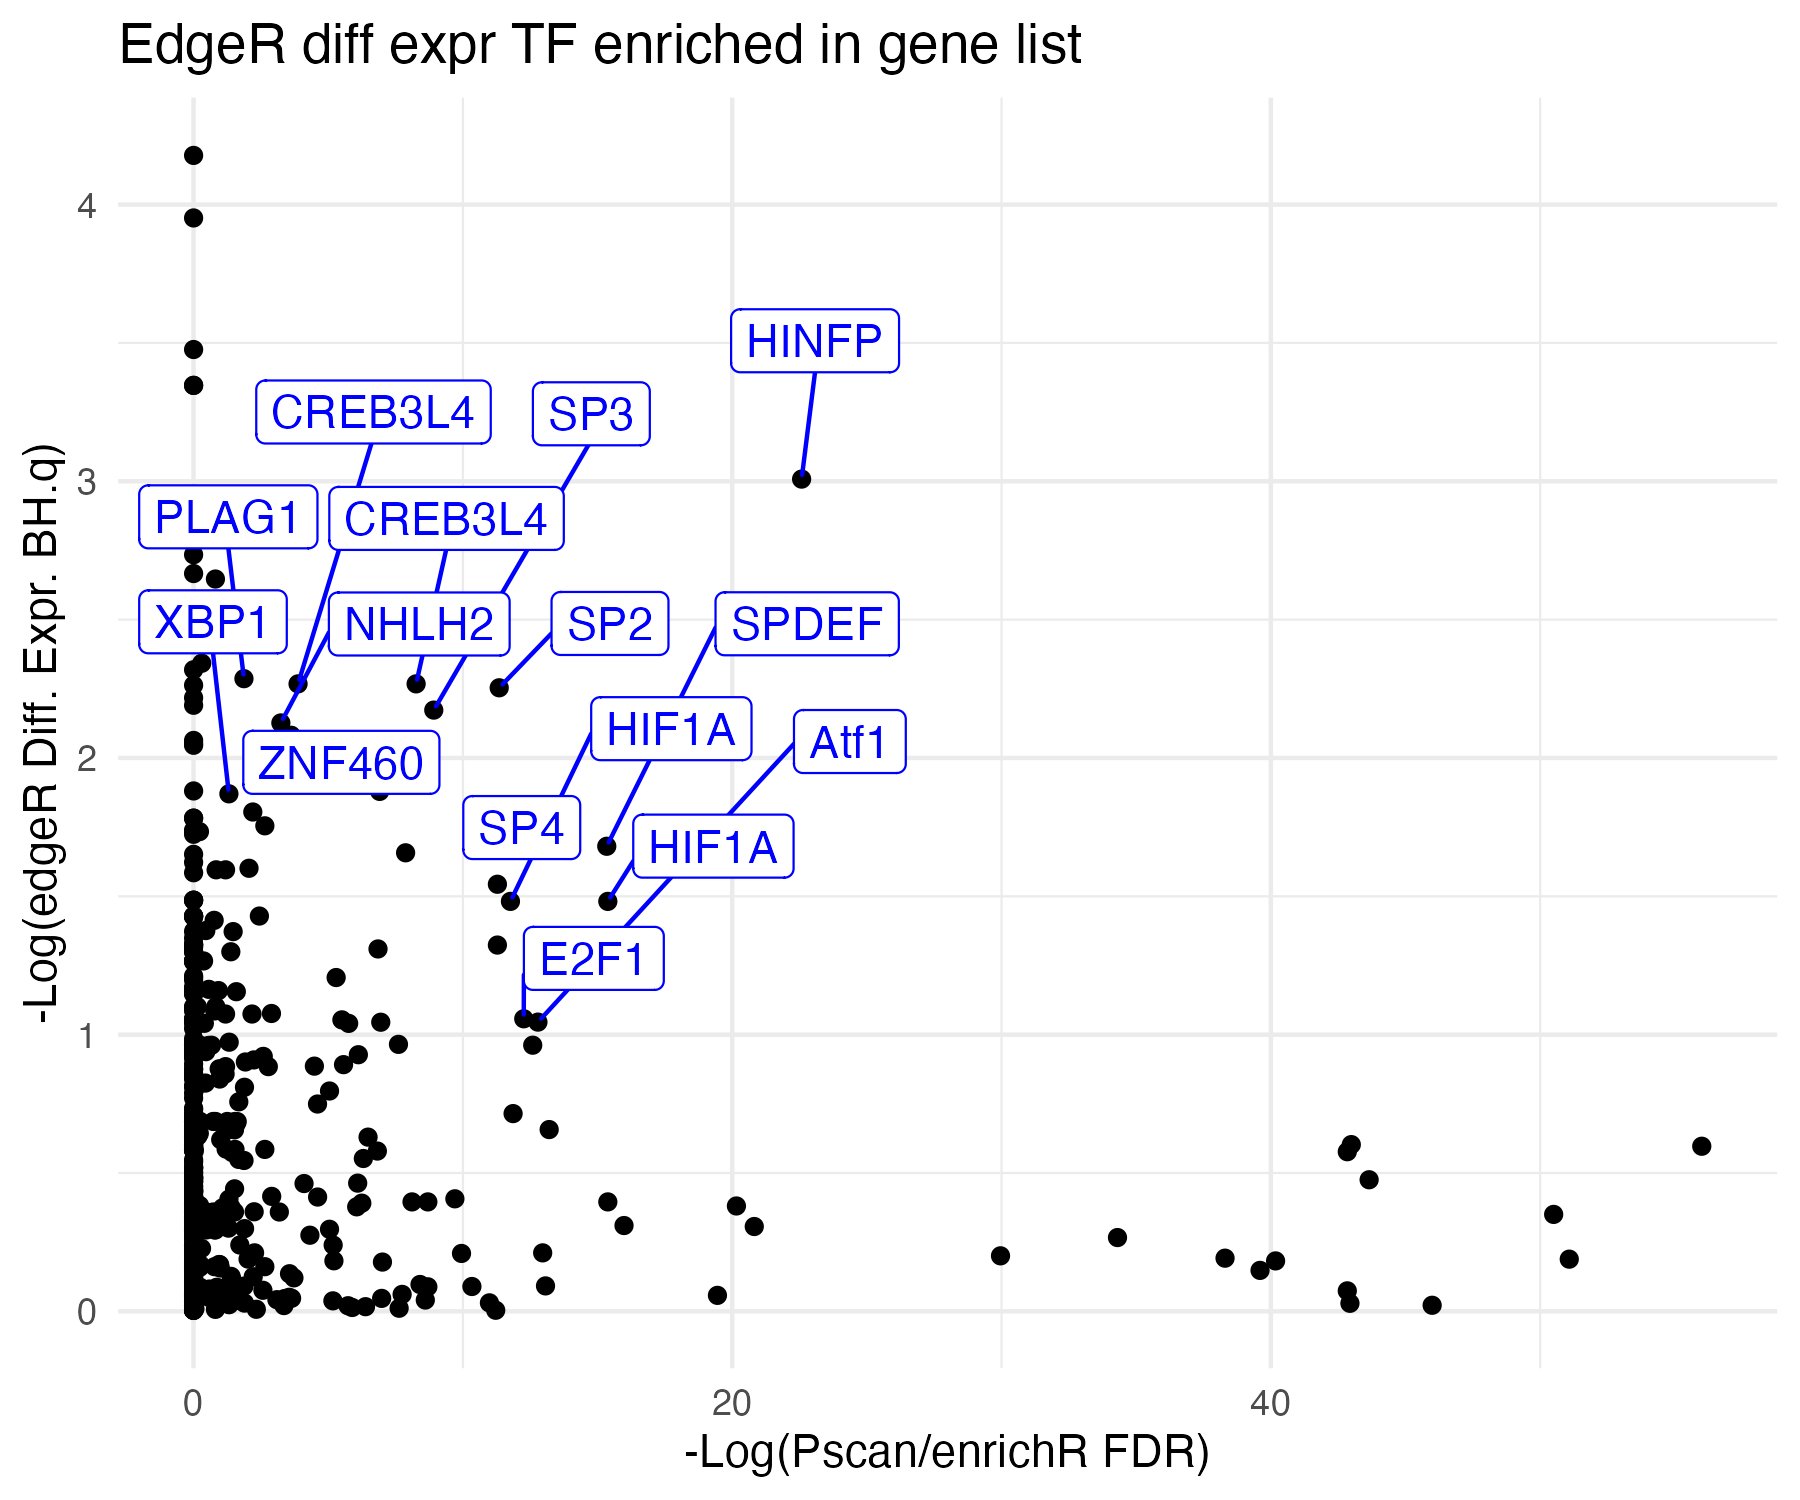 EdgeR diff expr TF enriched in gene list
-Log(edgeR Diff. Expr. BH.q)
4
3
2
1
0
HINFP
CREB3L4
SP3
PLAG1
CREB3L4
XBP1
NHLH2
SP2
SPDEF
HIF1A
Atf1
ZNF460
SP4
HIF1A
E2F1
0
20
40
-Log(Pscan/enrichR FDR)